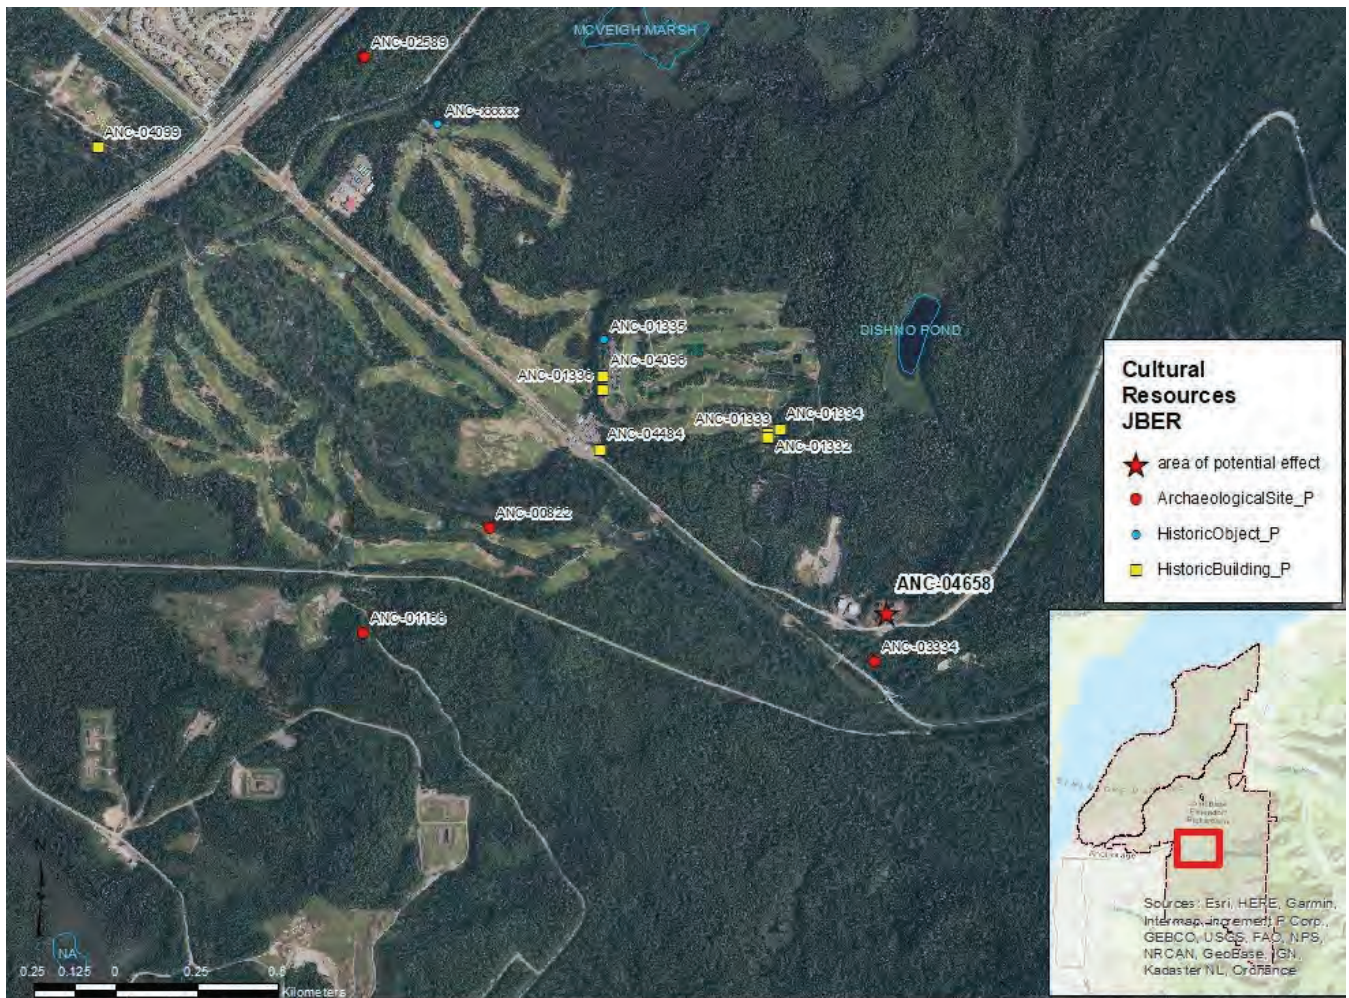 MCVEIGH MARSH
ANC-02589
ANC-xxxxx
ANC-04099
ANC-01335
DISHNO POND
ANC-04098
ANC-01336
ANC-01333
ANC-01334
ANC-04484
ANC-01332
ANC-00822
ANC-04658
ANC-01166
ANC-03334
Cultural
Resources
JBER
area of potential effect
ArchaeologicalSite_P
HistoricObject_P
HistoricBuilding_P
Anchorage
Sources: Esri, HERE, Garmin,
Intermap, increment P Corp.,
GEBCO, USGS, FAO, NPS,
NRCAN, GeoBase, IGN,
Kadaster NL, Ordnance
N
NA
0.25 0.125 0 0.25 0.5
Kilometers